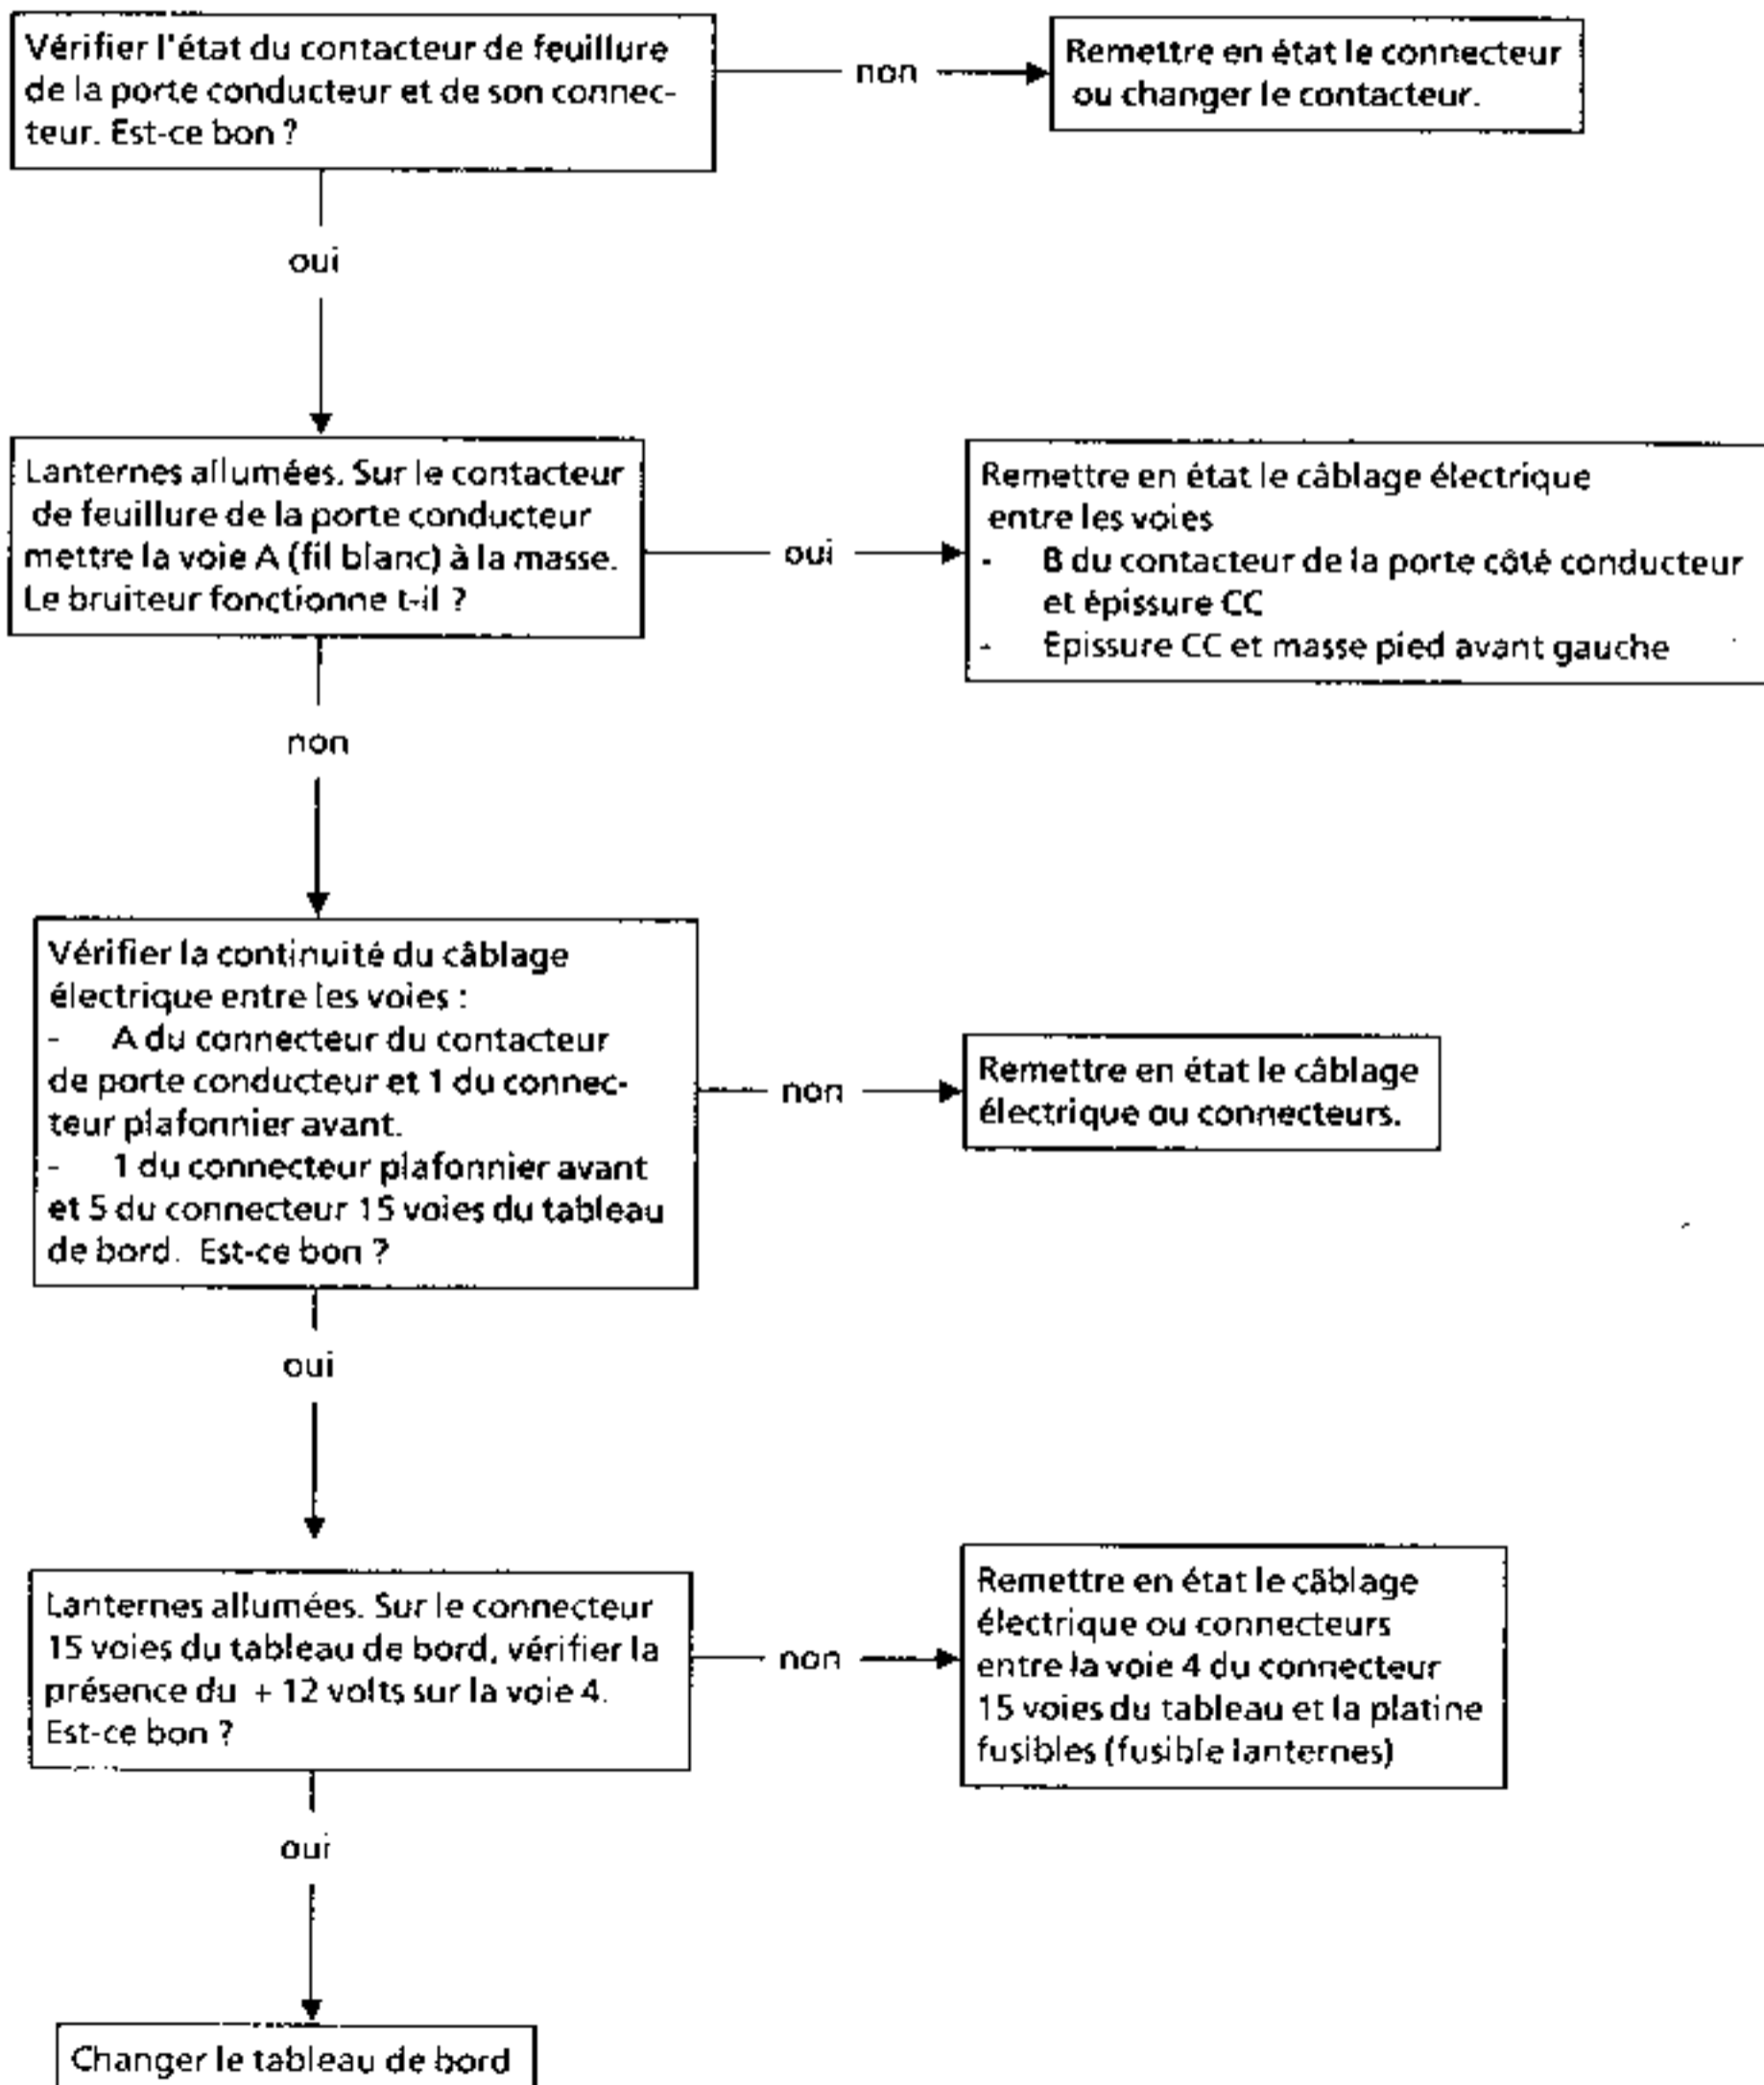 Vérifier l'état du contacteur de feuillure
de la porte conducteur et de son connec-
teur. Est-ce bon ?
non
Remettre en état le connecteur
ou changer le contacteur.
oui
Lanternes allumées. Sur le contacteur
de feuillure de la porte conducteur
mettre la voie A (fil blanc) à la masse.
Le bruiteur fonctionne t-il ?
oui
Remettre en état le câblage électrique
entre les voies
- B du contacteur de la porte côté conducteur
et épissure CC
- Epissure CC et masse pied avant gauche
non
Vérifier la continuité du câblage
électrique entre les voies :
- A du connecteur du contacteur
de porte conducteur et 1 du connec-
teur plafonnier avant.
- 1 du connecteur plafonnier avant
et 5 du connecteur 15 voies du tableau
de bord. Est-ce bon ?
non
Remettre en état le câblage
électrique ou connecteurs.
oui
Lanternes allumées. Sur le connecteur
15 voies du tableau de bord, vérifier la
présence du + 12 volts sur la voie 4.
Est-ce bon ?
non
Remettre en état le câblage
électrique ou connecteurs
entre la voie 4 du connecteur
15 voies du tableau et la platine
fusibles (fusible lanternes)
oui
Changer le tableau de bord